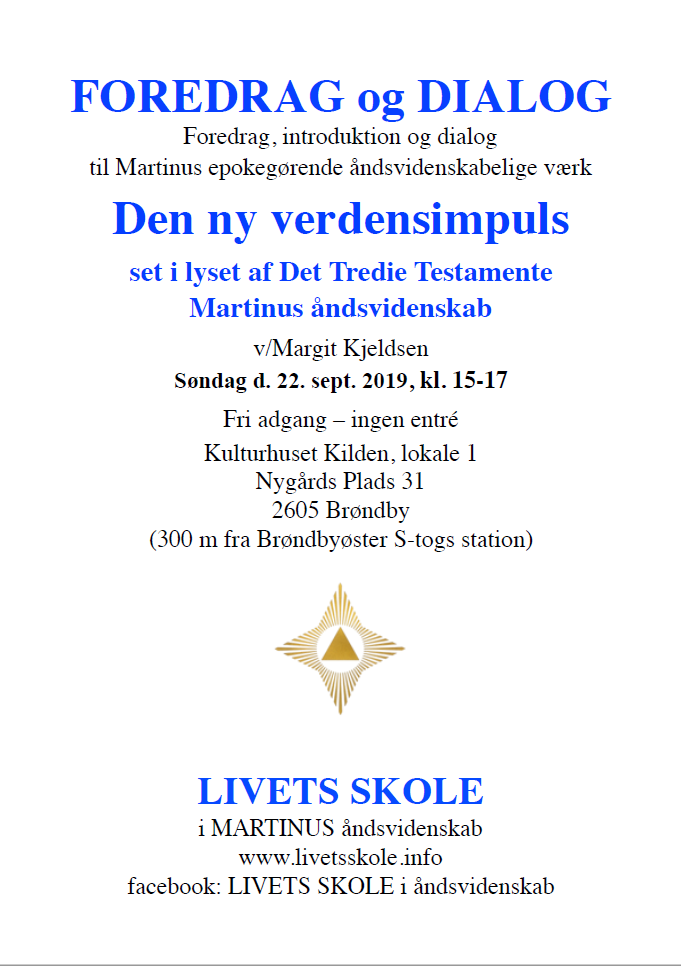 FOREDRAG og DIALOG
Foredrag, introduktion og dialog
til Martinus epokegørende åndsvidenskabelige værk
Den ny verdensimpuls
set i lyset af Det Tredie Testamente
Martinus åndsvidenskab
v/Margit Kjeldsen
Søndag d. 22. sept. 2019, kl. 15-17
Fri adgang – ingen entré
Kulturhuset Kilden, lokale 1
Nygårds Plads 31
2605 Brøndby
(300 m fra Brøndbyøster S-togs station)
LIVETS SKOLE
i MARTINUS åndsvidenskab
www.livetsskole.info
facebook: LIVETS SKOLE i åndsvidenskab